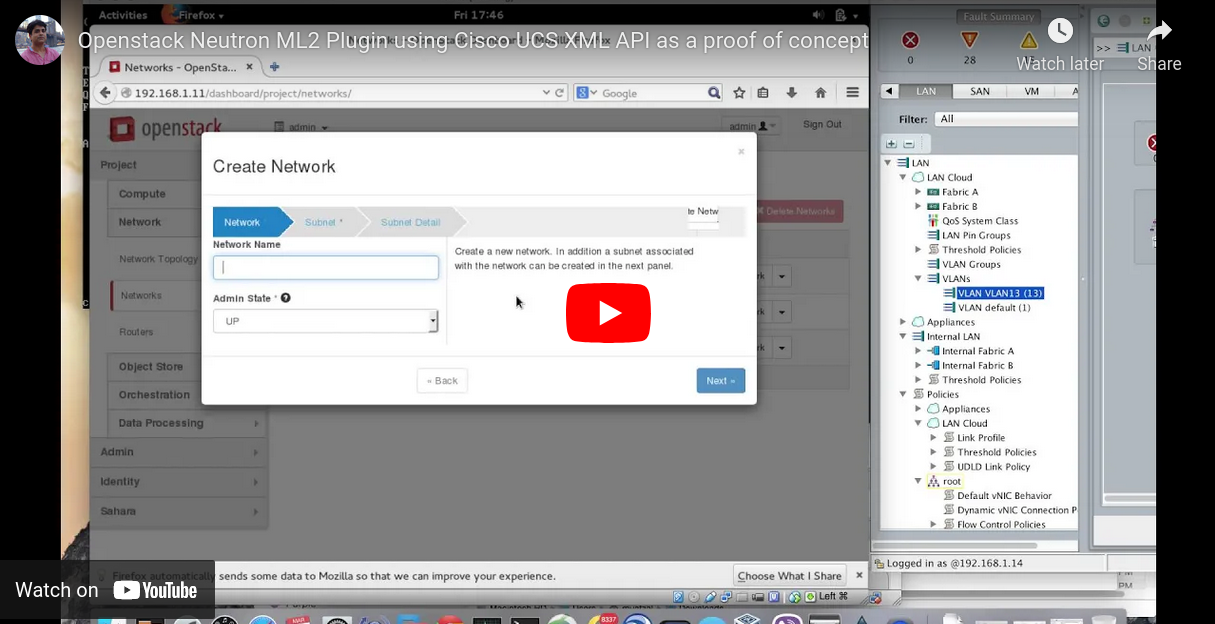 Activities
Firefox
Fri 17:46
Openstack Neutron ML2 Plugin using Cisco UCS XML API as a proof of concept
Watch later
Share
Fault Summary
0
28
Networks - OpenSta...
192.168.1.11/dashboard/project/networks/
Google
openstack
admin
admin
Sign Out
Project
Compute
Network
Network Topology
Networks
Routers
Object Store
Orchestration
Data Processing
Admin
Identity
Sahara
Create Network
Network
Subnet *
Subnet Detail
te Netw
Delete Networks
Network Name
Create a new network. In addition a subnet associated
with the network can be created in the next panel.
Admin State *
UP
« Back
Next »
rk
rk
rk
LAN
SAN
VM
A
>> LAN
Filter:
All
LAN
LAN Cloud
Fabric A
Fabric B
QoS System Class
LAN Pin Groups
Threshold Policies
VLAN Groups
VLANs
VLAN VLAN13 (13)
VLAN default (1)
Appliances
Internal LAN
Internal Fabric A
Internal Fabric B
Threshold Policies
Policies
Appliances
LAN Cloud
Link Profile
Threshold Policies
UDLD Link Policy
root
Default vNIC Behavior
Dynamic vNIC Connection P
Flow Control Policies
Logged in as @192.168.1.14
Firefox automatically sends some data to Mozilla so that we can improve your experience.
Choose What I Share
Left ⌘
PM
Watch on
YouTube
8337
MAR